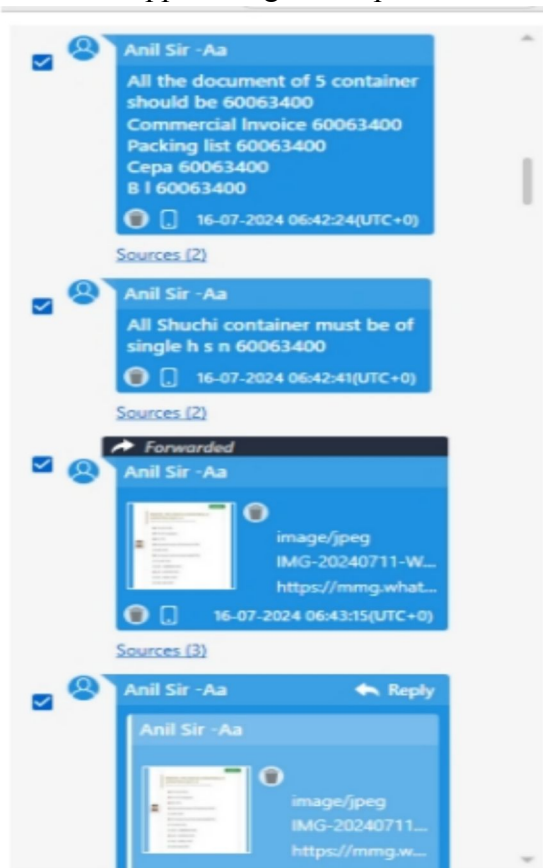 Anil Sir -Aa
All the document of 5 container
should be 60063400
Commercial Invoice 60063400
Packing list 60063400
Cepa 60063400
B l 60063400
16-07-2024 06:42:24(UTC+0)
Sources (2)
Anil Sir -Aa
All Shuchi container must be of
single h s n 60063400
16-07-2024 06:42:41(UTC+0)
Sources (2)
Forwarded
Anil Sir -Aa
image/jpeg
IMG-20240711-W...
https://mmg.what...
16-07-2024 06:43:15(UTC+0)
Sources (3)
Anil Sir -Aa
Reply
Anil Sir -Aa
image/jpeg
IMG-20240711...
https://mmg.w...